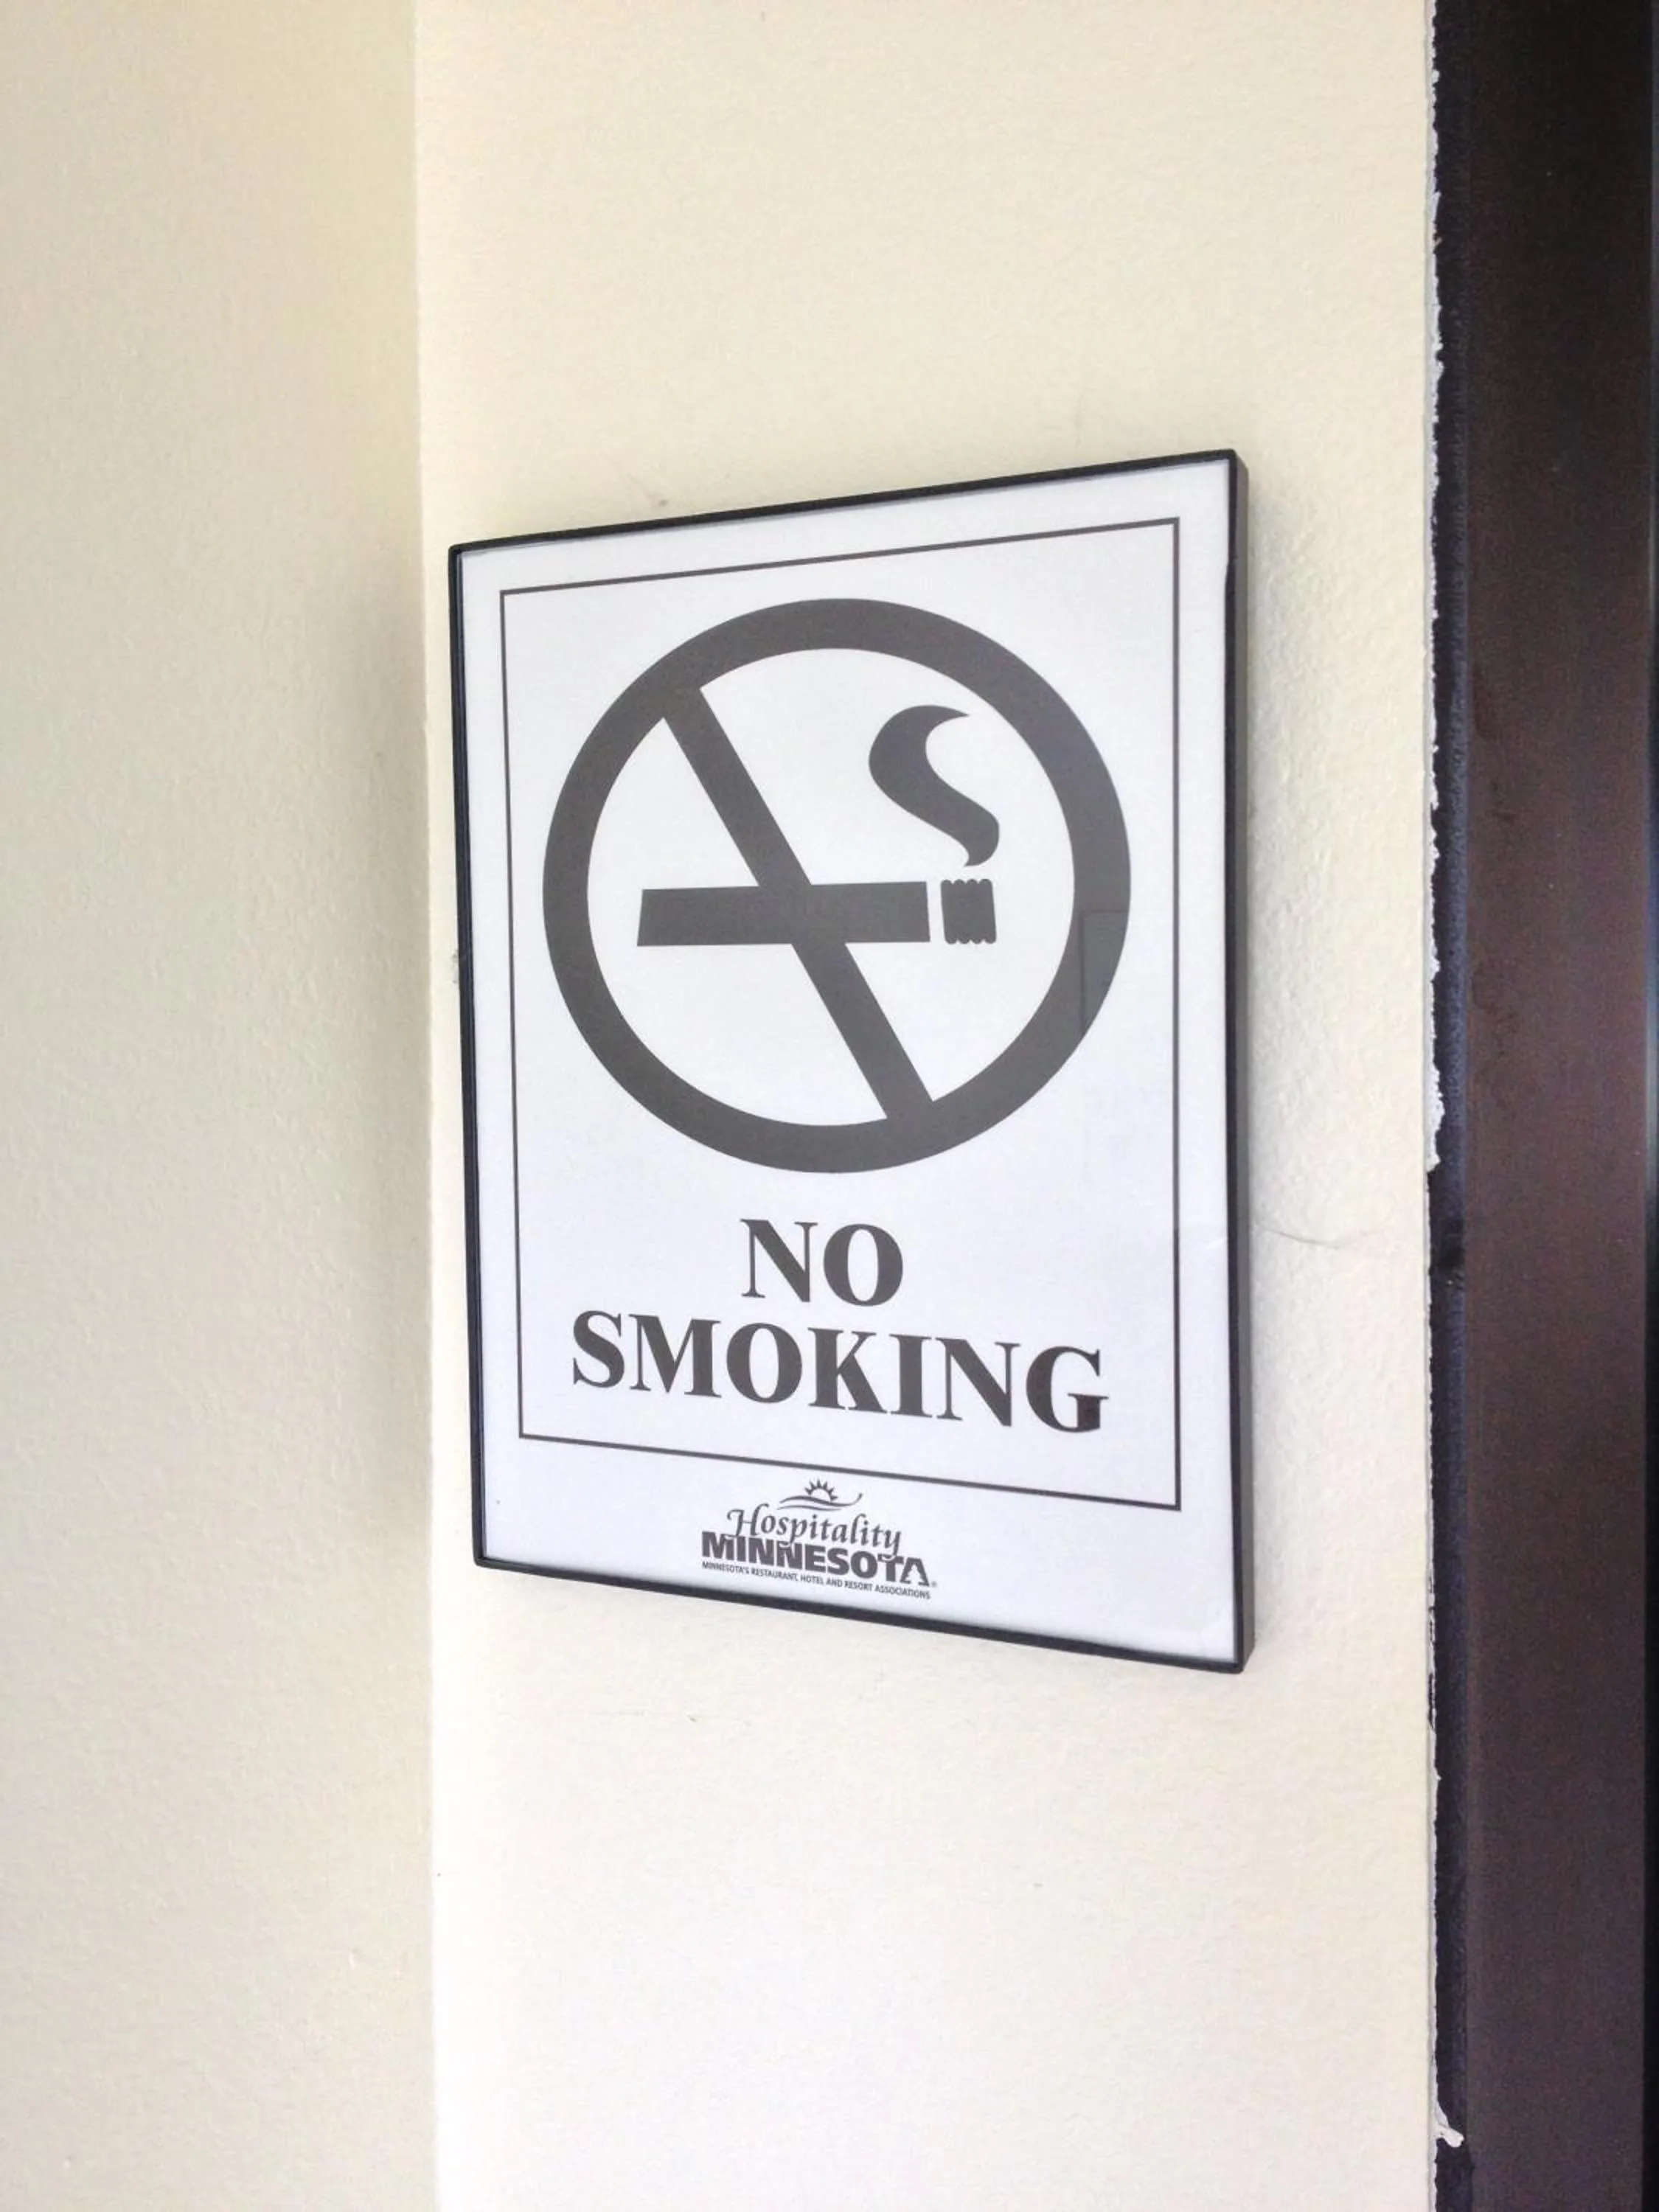 NO
SMOKING
Hospitality
MINNESOTA®
MINNESOTA'S RESTAURANT, HOTEL AND RESORT ASSOCIATIONS